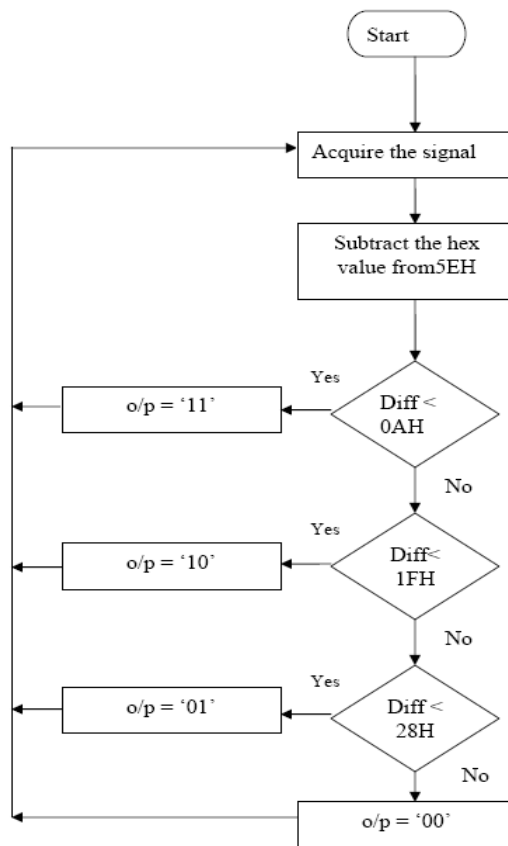 Start
Acquire the signal
Subtract the hex
value from5EH
Yes
Diff <
0AH
o/p = ‘11’
No
Yes
Diff<
1FH
o/p = ‘10’
No
Yes
Diff <
28H
o/p = ‘01’
No
o/p = ‘00’